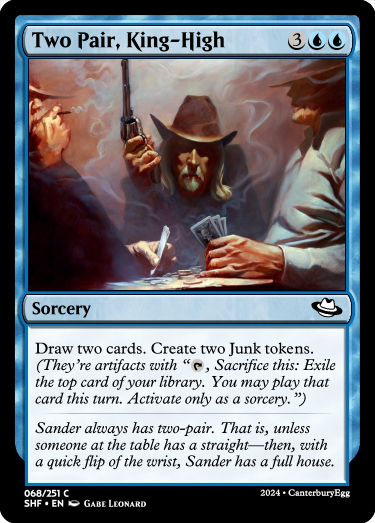 Two Pair, King-High 3
Sorcery
Draw two cards. Create two Junk tokens.
(They're artifacts with “, Sacrifice this: Exile
the top card of your library. You may play that
card this turn. Activate only as a sorcery.”)
Sander always has two-pair. That is, unless
someone at the table has a straight—then, with
a quick flip of the wrist, Sander has a full house.
068/251 C
SHF • EN Gabe Leonard
2024 • CanterburyEgg